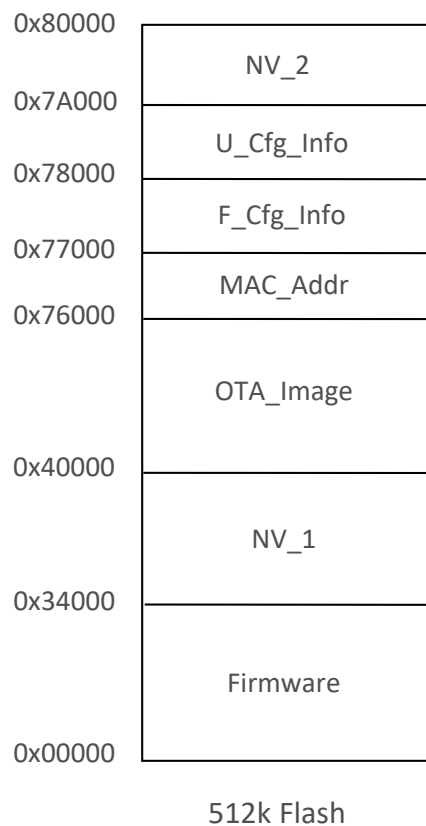 0x80000
NV_2
0x7A000
U_Cfg_Info
0x78000
F_Cfg_Info
0x77000
MAC_Addr
0x76000
OTA_Image
0x40000
NV_1
0x34000
Firmware
0x00000
512k Flash